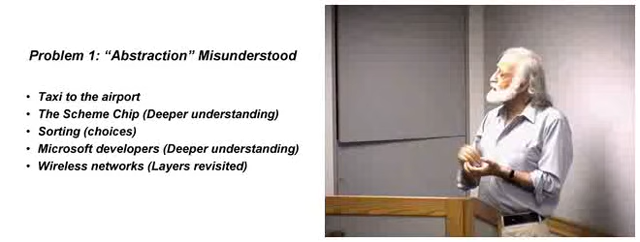 Problem 1: “Abstraction” Misunderstood
• Taxi to the airport
• The Scheme Chip (Deeper understanding)
• Sorting (choices)
• Microsoft developers (Deeper understanding)
• Wireless networks (Layers revisited)